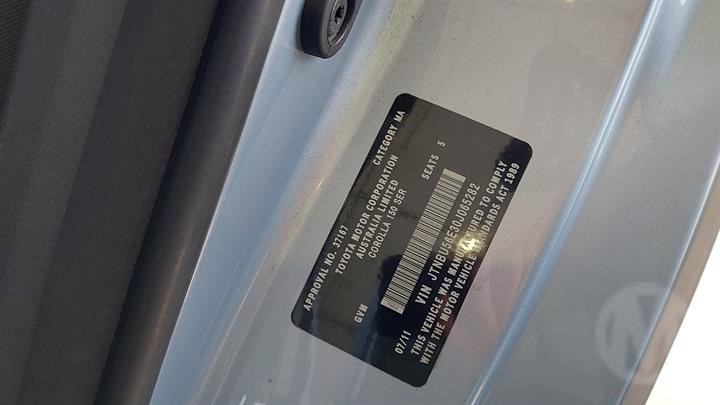 APPROVAL NO. 37167 CATEGORY MA
TOYOTA MOTOR CORPORATION
AUSTRALIA LIMITED
COROLLA 150 SER SEATS 5
GVM
07/11 VIN JTNBU56E30J065282
THIS VEHICLE WAS MANUFACTURED TO COMPLY
WITH THE MOTOR VEHICLE STANDARDS ACT 1989
M